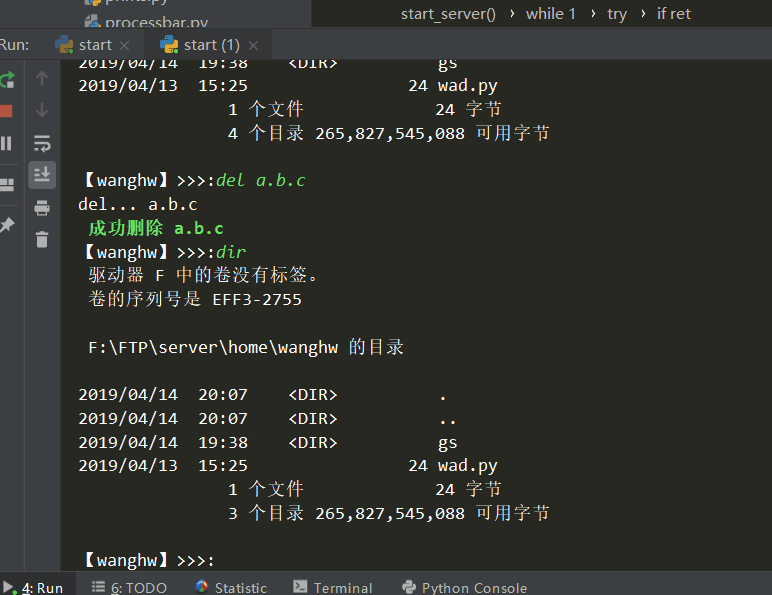 processbar.py
start_server() › while 1 › try › if ret
Run: start × start (1) ×
2019/04/14 19:38 <DIR> gs
2019/04/13 15:25 24 wad.py
1 个文件 24 字节
4 个目录 265,827,545,088 可用字节
【wanghw】>>>:del a.b.c
del... a.b.c
成功删除 a.b.c
【wanghw】>>>:dir
驱动器 F 中的卷没有标签。
卷的序列号是 EFF3-2755
F:\FTP\server\home\wanghw 的目录
2019/04/14 20:07 <DIR> .
2019/04/14 20:07 <DIR> ..
2019/04/14 19:38 <DIR> gs
2019/04/13 15:25 24 wad.py
1 个文件 24 字节
3 个目录 265,827,545,088 可用字节
【wanghw】>>>:
4: Run 6: TODO Statistic Terminal Python Console